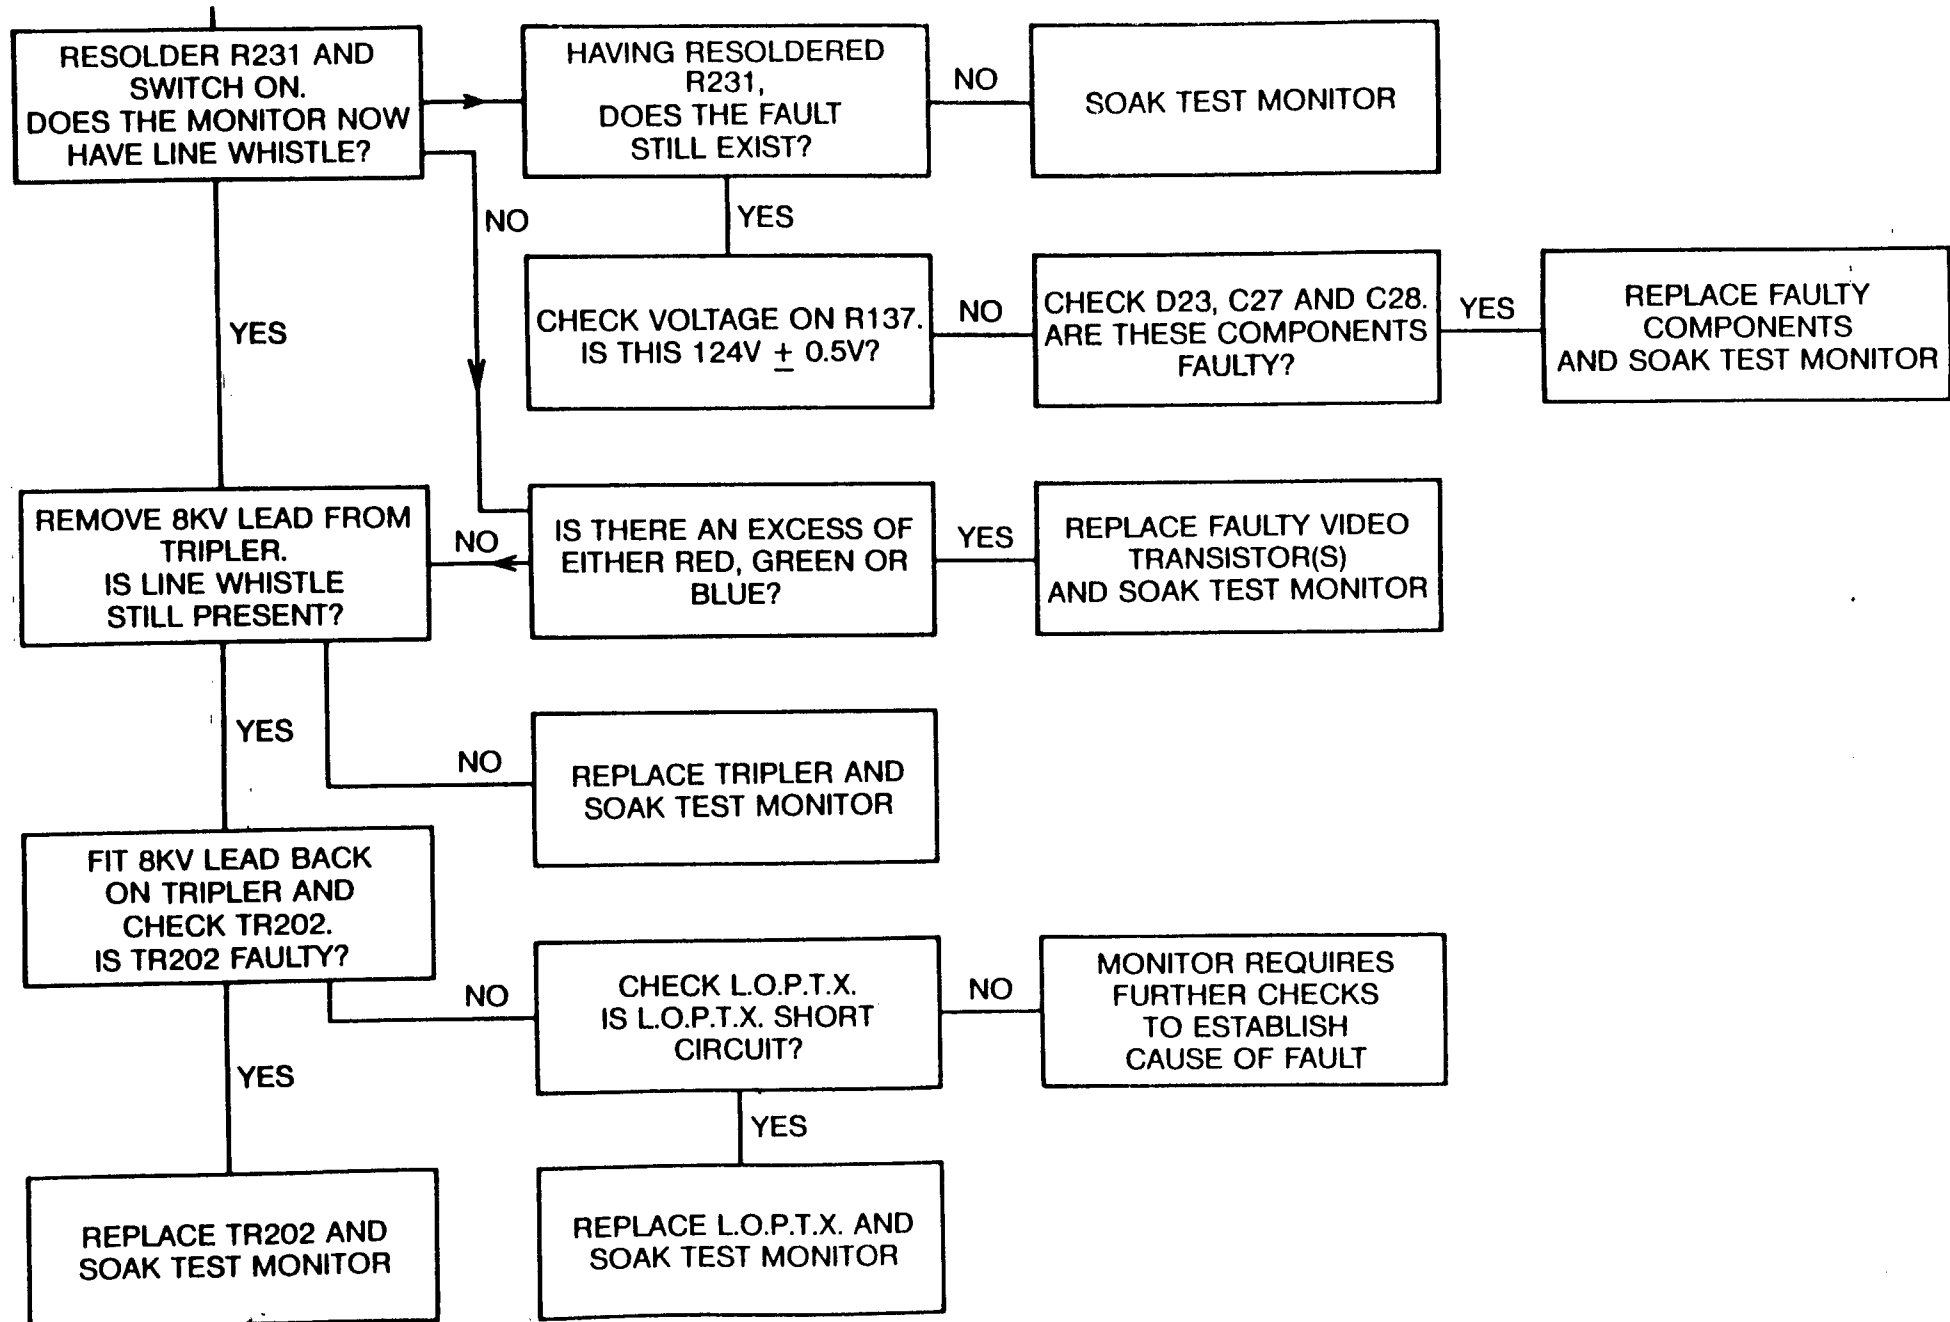 RESOLDER R231 AND
SWITCH ON.
DOES THE MONITOR NOW
HAVE LINE WHISTLE?
HAVING RESOLDERED
R231,
DOES THE FAULT
STILL EXIST?
NO
SOAK TEST MONITOR
NO
YES
YES
CHECK VOLTAGE ON R137.
IS THIS 124V ± 0.5V?
NO
CHECK D23, C27 AND C28.
ARE THESE COMPONENTS
FAULTY?
YES
REPLACE FAULTY
COMPONENTS
AND SOAK TEST MONITOR
REMOVE 8KV LEAD FROM
TRIPLER.
IS LINE WHISTLE
STILL PRESENT?
NO
IS THERE AN EXCESS OF
EITHER RED, GREEN OR
BLUE?
YES
REPLACE FAULTY VIDEO
TRANSISTOR(S)
AND SOAK TEST MONITOR
YES
NO
REPLACE TRIPLER AND
SOAK TEST MONITOR
FIT 8KV LEAD BACK
ON TRIPLER AND
CHECK TR202.
IS TR202 FAULTY?
NO
CHECK L.O.P.T.X.
IS L.O.P.T.X. SHORT
CIRCUIT?
NO
MONITOR REQUIRES
FURTHER CHECKS
TO ESTABLISH
CAUSE OF FAULT
YES
YES
REPLACE TR202 AND
SOAK TEST MONITOR
REPLACE L.O.P.T.X. AND
SOAK TEST MONITOR